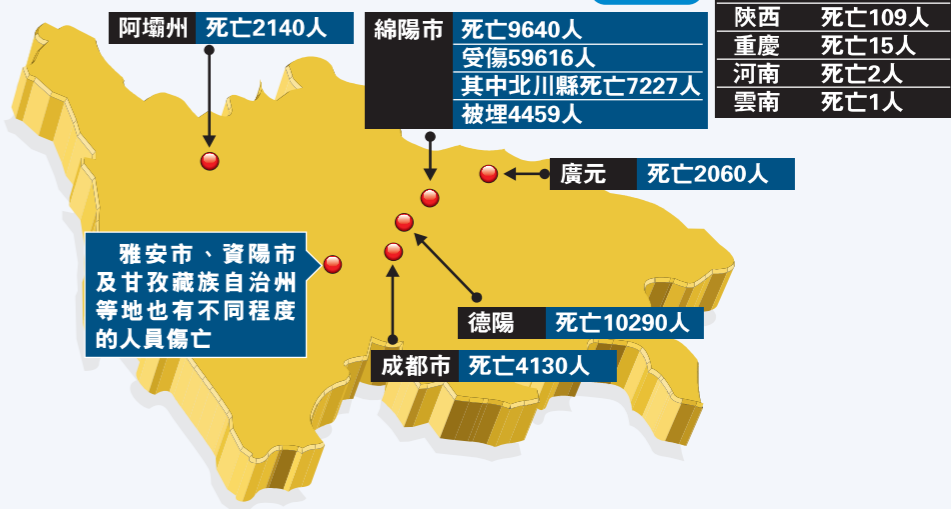 阿壩州 死亡2140人
綿陽市 死亡9640人
受傷59616人
其中北川縣死亡7227人
被埋4459人
陝西 死亡109人
重慶 死亡15人
河南 死亡2人
雲南 死亡1人
廣元 死亡2060人
雅安市、資陽市
及甘孜藏族自治州
等地也有不同程度
的人員傷亡
德陽 死亡10290人
成都市 死亡4130人